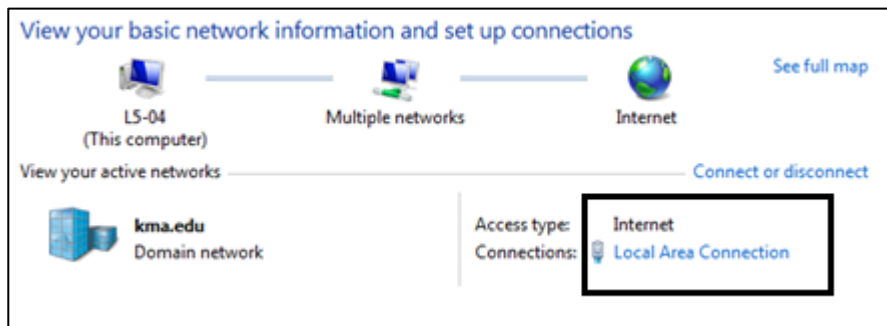 View your basic network information and set up connections
See full map
L5-04
(This computer)
Multiple networks
Internet
View your active networks
Connect or disconnect
kma.edu
Domain network
Access type: Internet
Connections: Local Area Connection